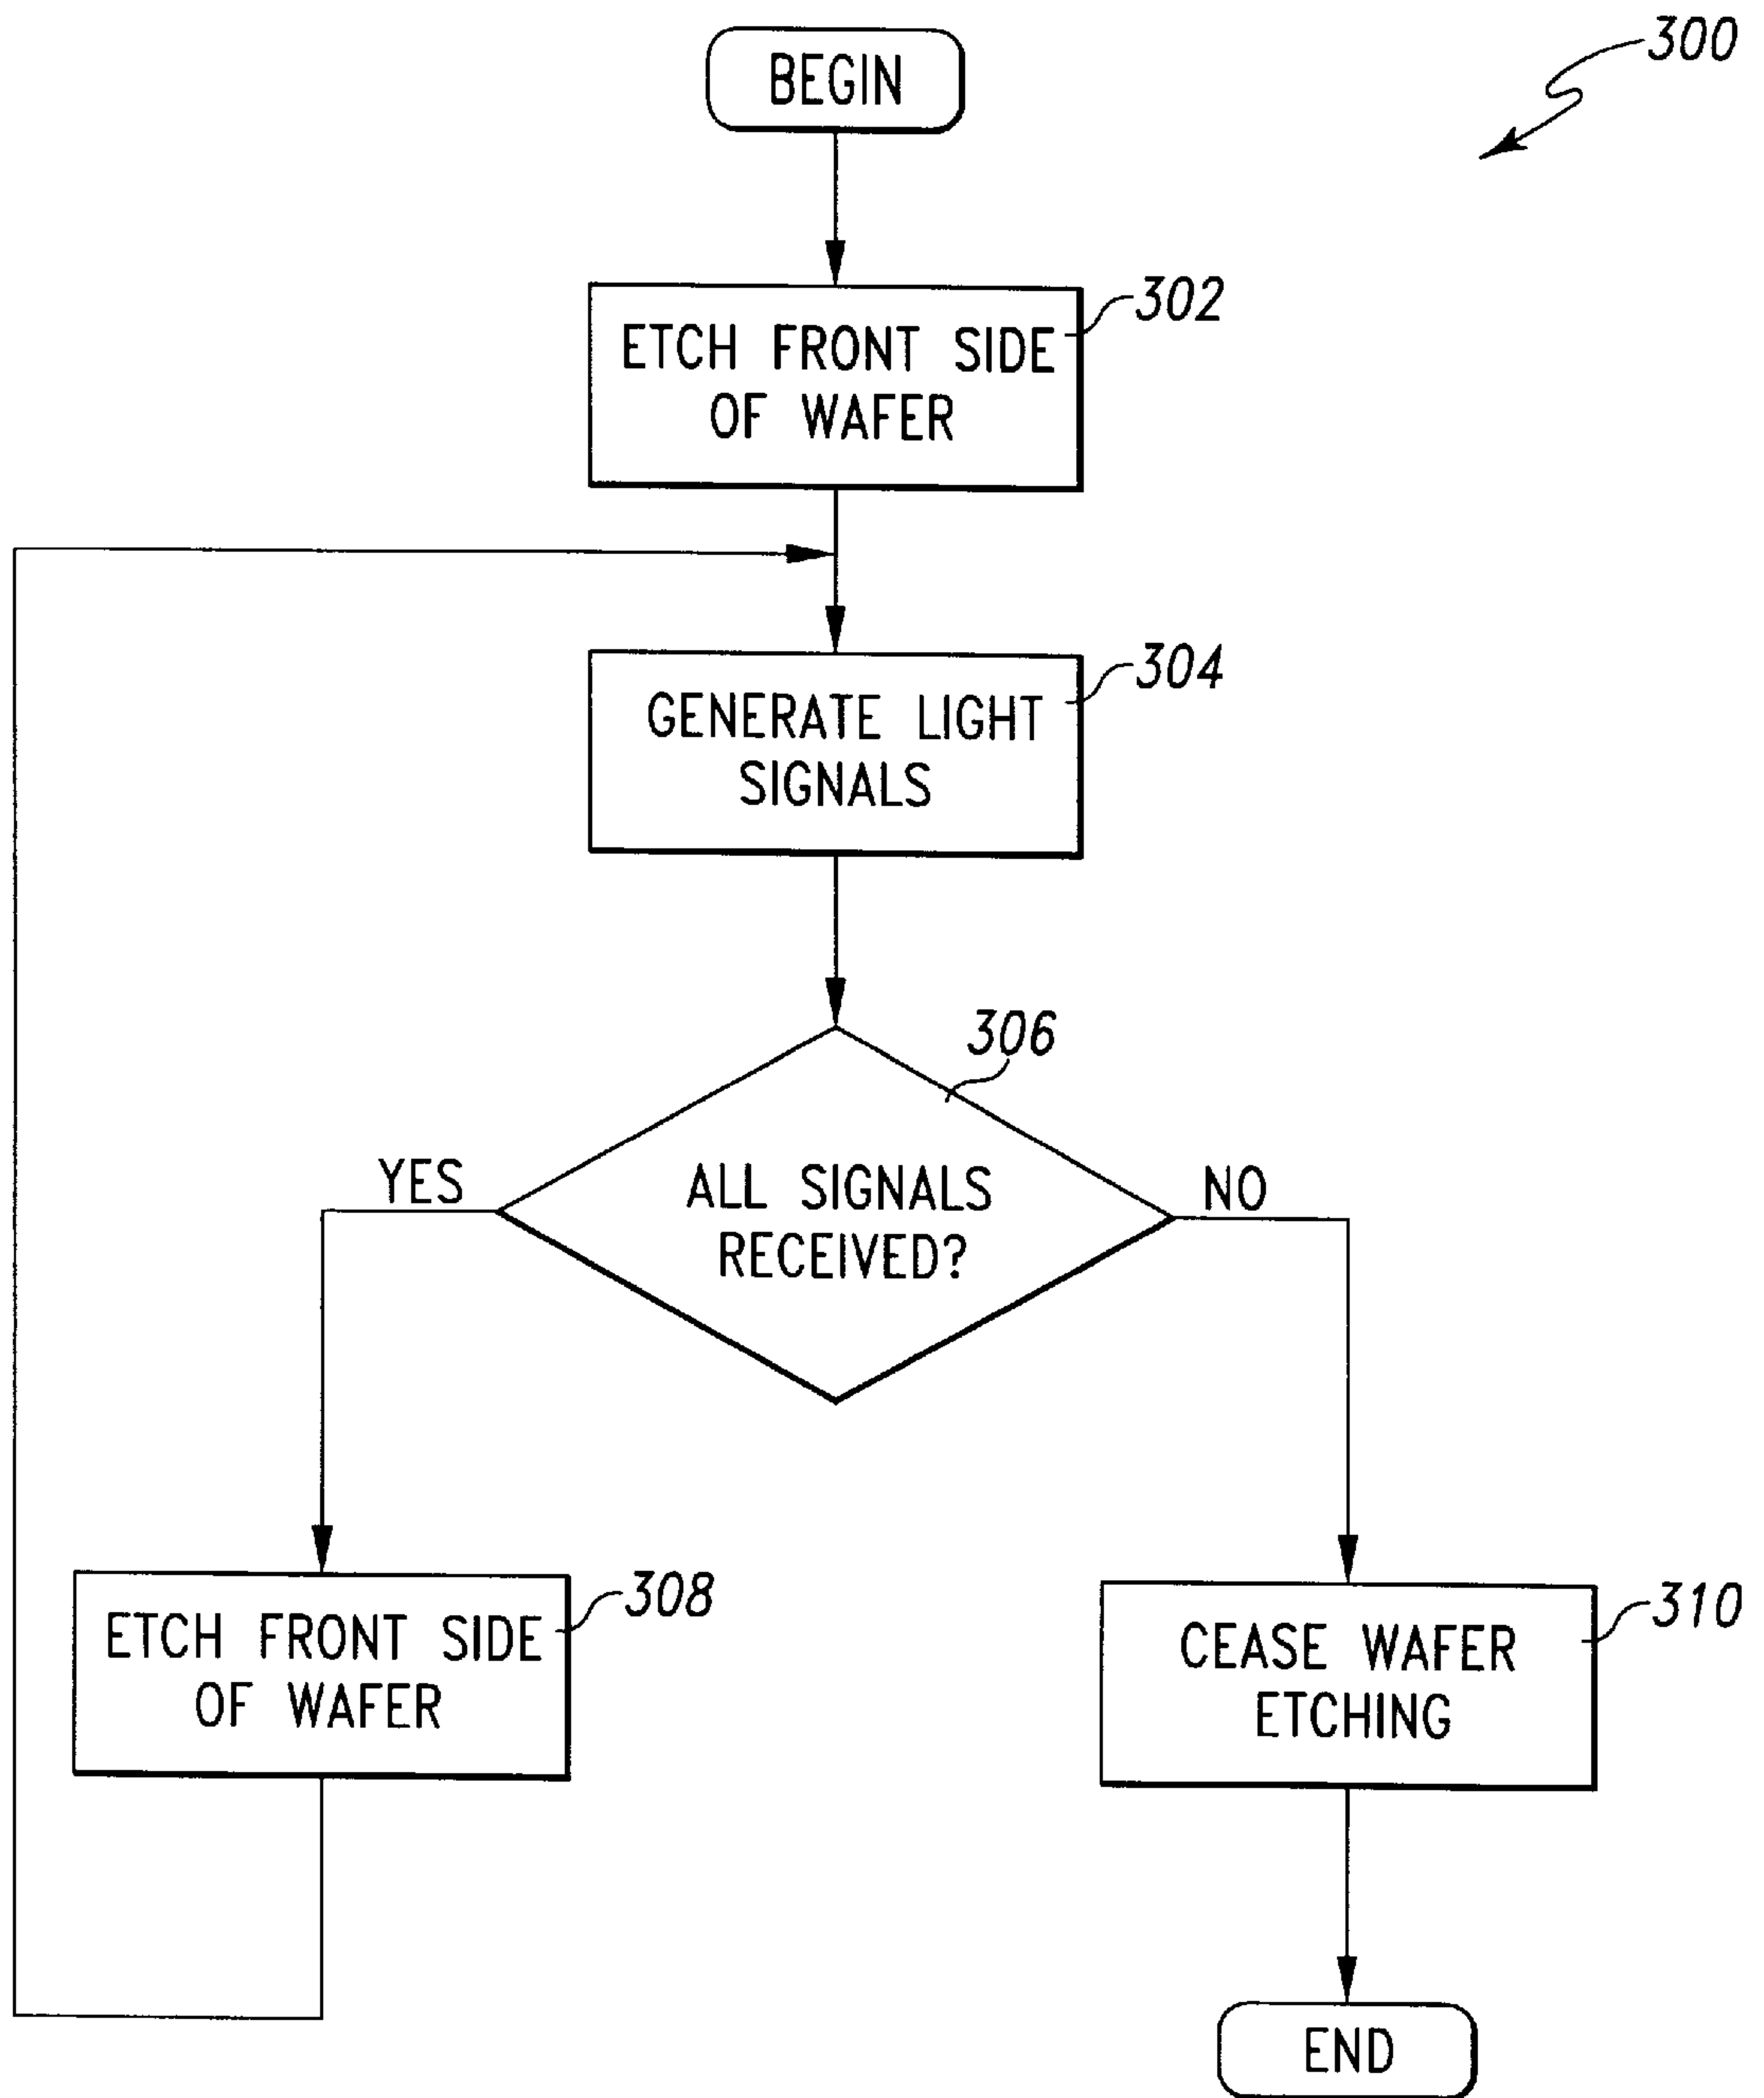 300
BEGIN
302
ETCH FRONT SIDE
OF WAFER
304
GENERATE LIGHT
SIGNALS
306
ALL SIGNALS
RECEIVED?
YES
NO
308
ETCH FRONT SIDE
OF WAFER
310
CEASE WAFER
ETCHING
END